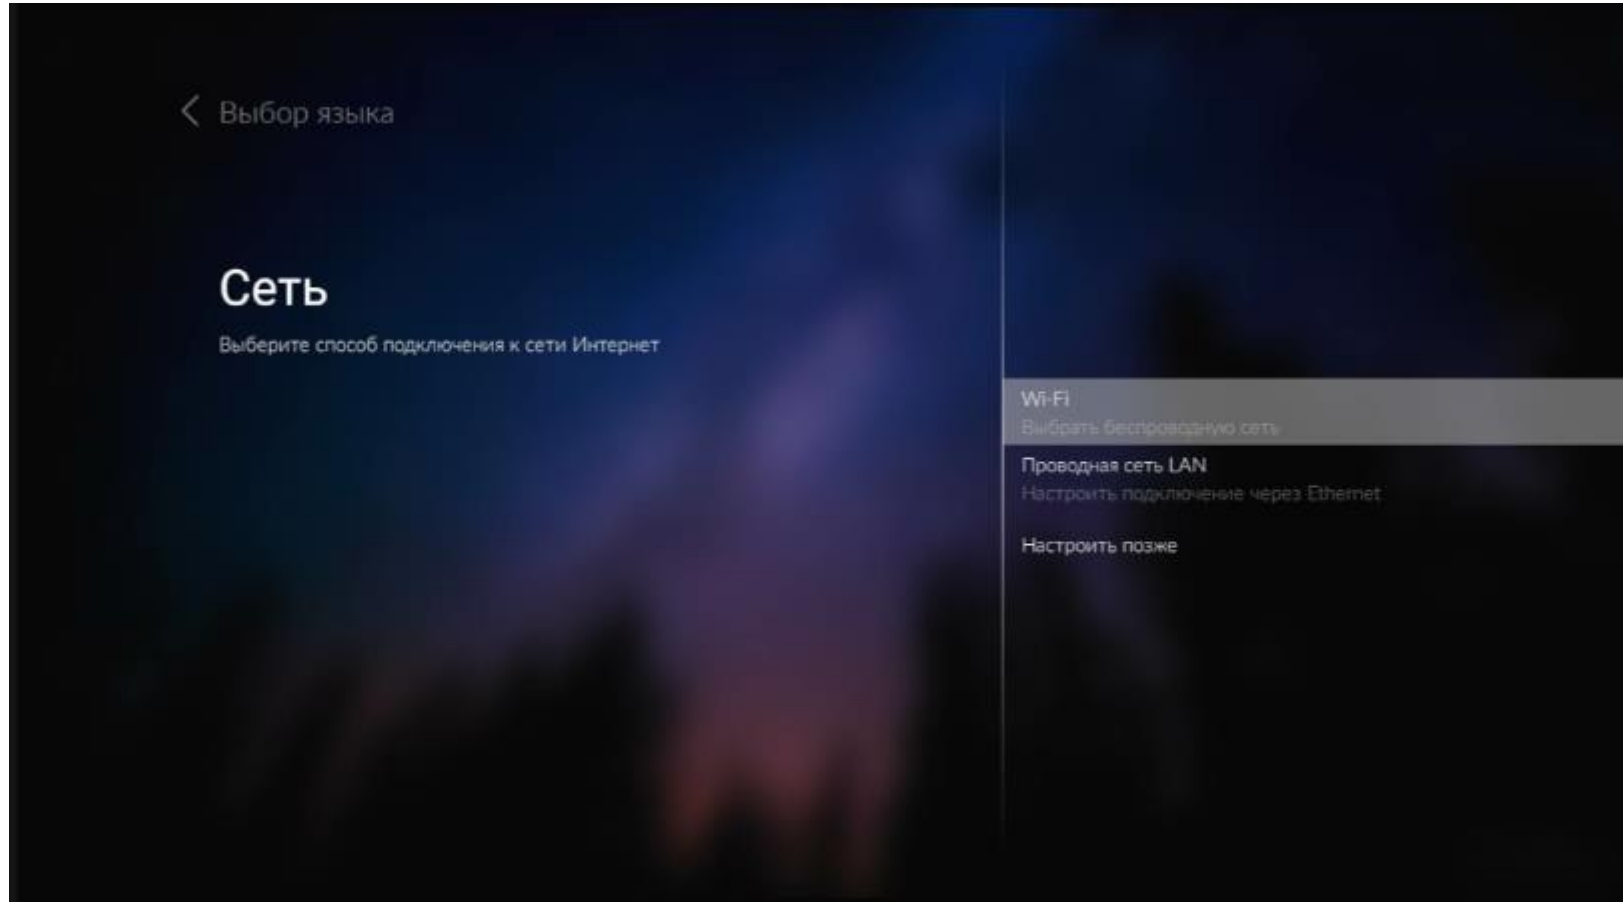 Выбор языка
Сеть
Выберите способ подключения к сети Интернет
Wi-Fi
Выбрать беспроводную сеть
Проводная сеть LAN
Настроить подключение через Ethernet
Настроить позже